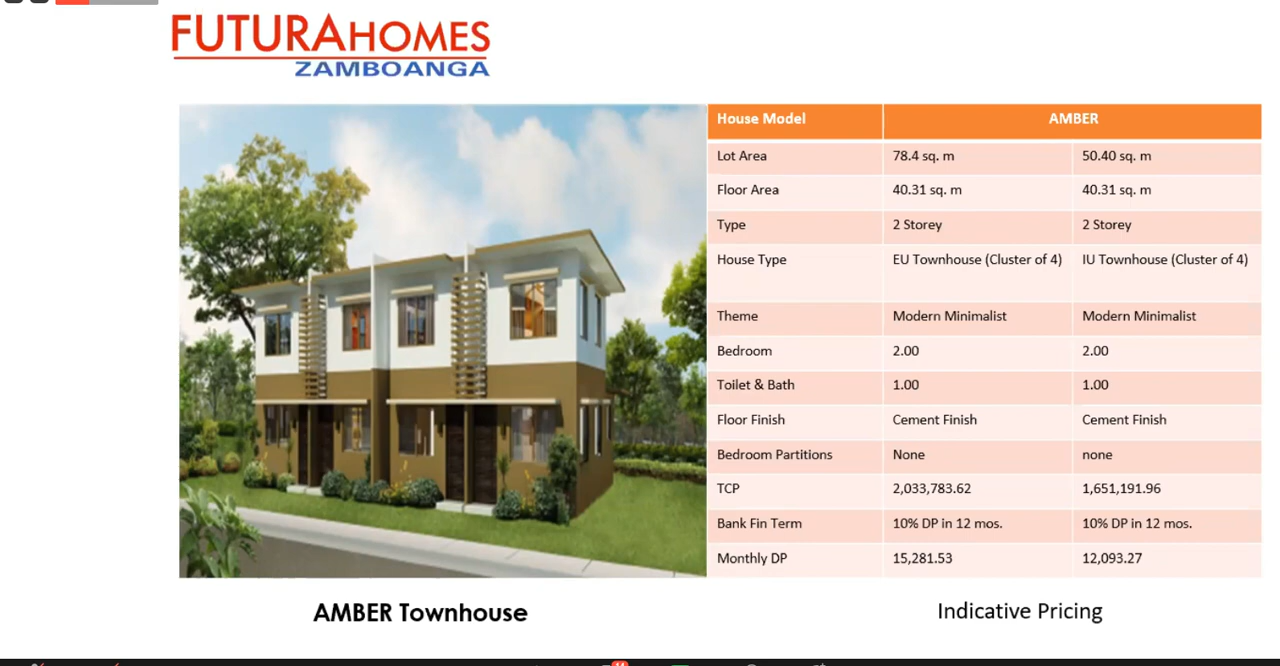 FUTURAHOMES
ZAMBOANGA
House Model AMBER
Lot Area 78.4 sq. m 50.40 sq. m
Floor Area 40.31 sq. m 40.31 sq. m
Type 2 Storey 2 Storey
House Type EU Townhouse (Cluster of 4) IU Townhouse (Cluster of 4)
Theme Modern Minimalist Modern Minimalist
Bedroom 2.00 2.00
Toilet & Bath 1.00 1.00
Floor Finish Cement Finish Cement Finish
Bedroom Partitions None none
TCP 2,033,783.62 1,651,191.96
Bank Fin Term 10% DP in 12 mos. 10% DP in 12 mos.
Monthly DP 15,281.53 12,093.27
AMBER Townhouse
Indicative Pricing